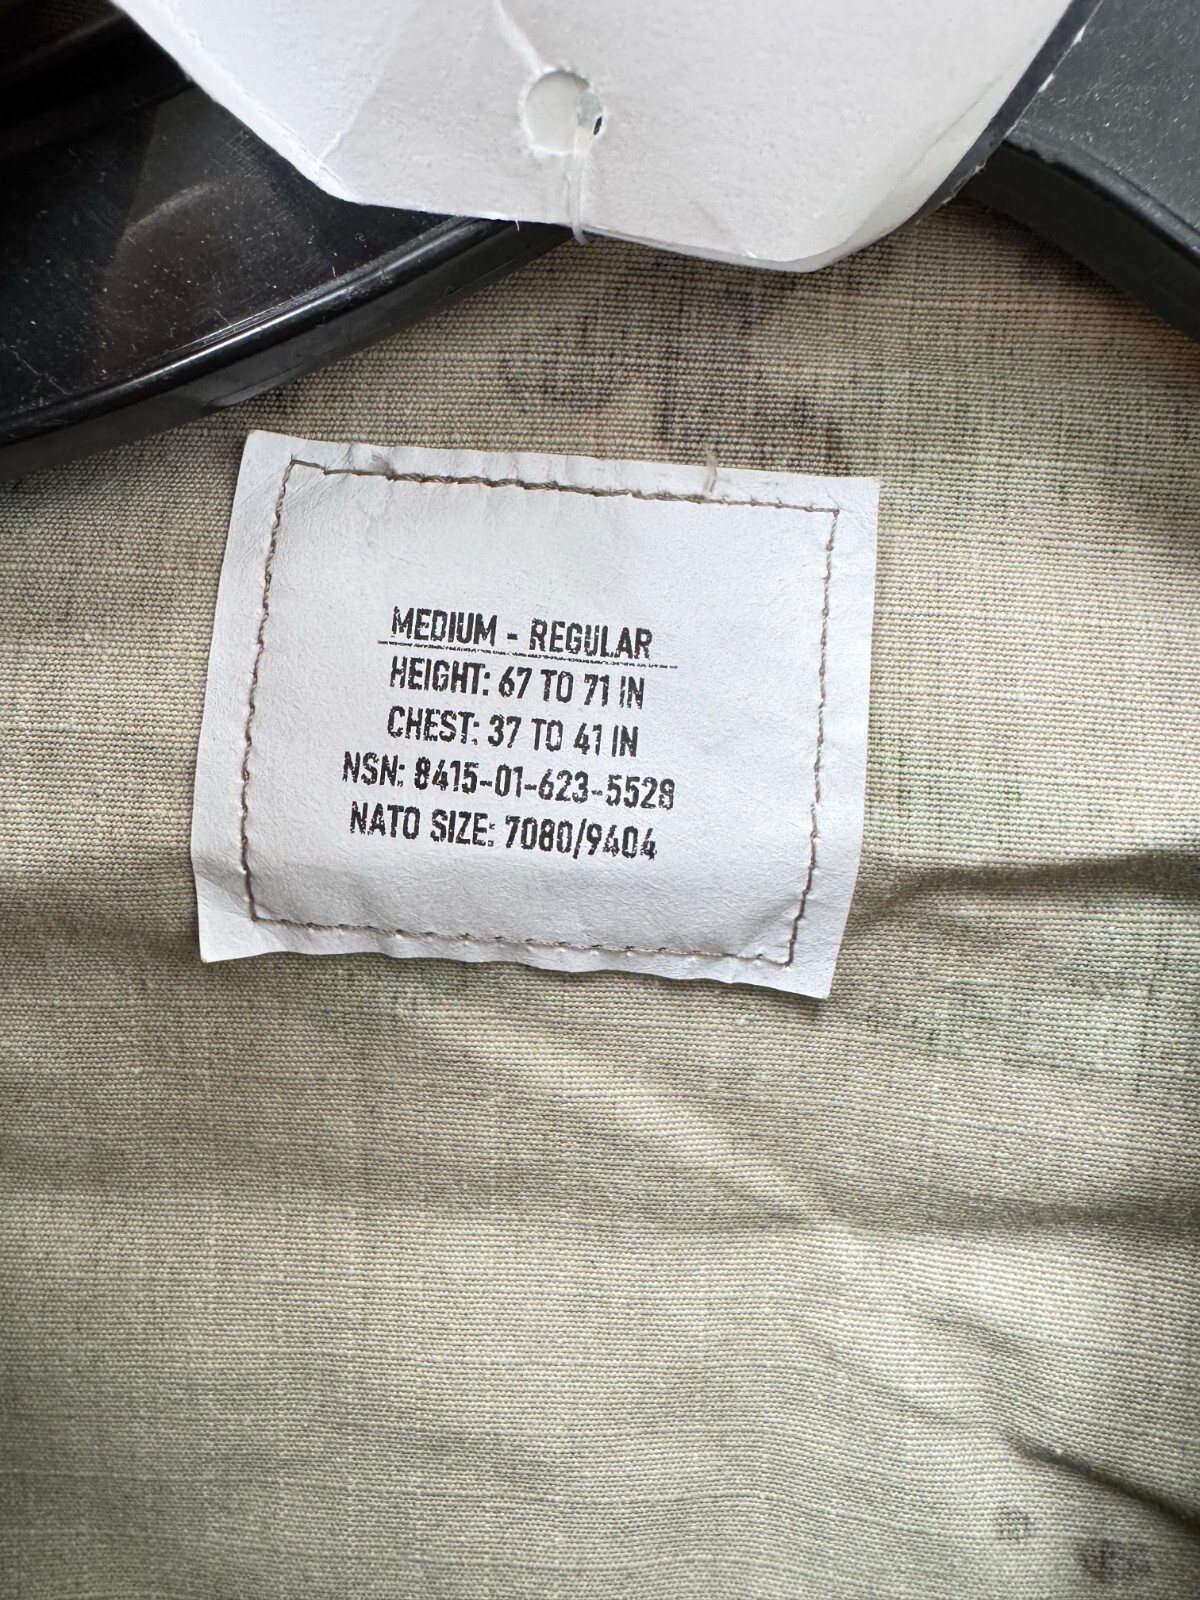 MEDIUM - REGULAR
HEIGHT: 67 TO 71 IN
CHEST: 37 TO 41 IN
NSN: 8415-01-623-5528
NATO SIZE: 7080/9404